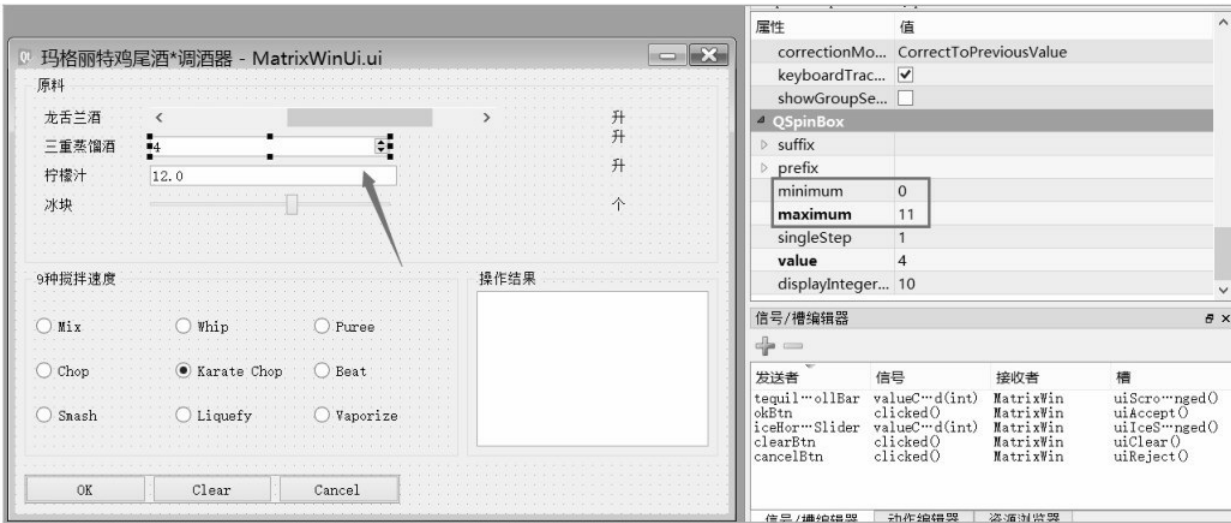 玛格丽特鸡尾酒*调酒器 - MatrixWinUi.ui
原料
龙舌兰酒 < > 升
三重蒸馏酒 4 升
柠檬汁 12.0 升
冰块 个
9种搅拌速度
Mix Whip Puree
Chop Karate Chop Beat
Smash Liquefy Vaporize
操作结果
OK Clear Cancel
属性 值
correctionMo... CorrectToPreviousValue
keyboardTrac...
showGroupSe...
QSpinBox
suffix
prefix
minimum 0
maximum 11
singleStep 1
value 4
displayInteger... 10
信号/槽编辑器
发送者 信号 接收者 槽
tequil…ollBar valueC…d(int) MatrixWin uiScro…nged()
okBtn clicked() MatrixWin uiAccept()
iceHor…Slider valueC…d(int) MatrixWin uiIceS…nged()
clearBtn clicked() MatrixWin uiClear()
cancelBtn clicked() MatrixWin uiReject()
信号/槽编辑器 动作编辑器 资源浏览器